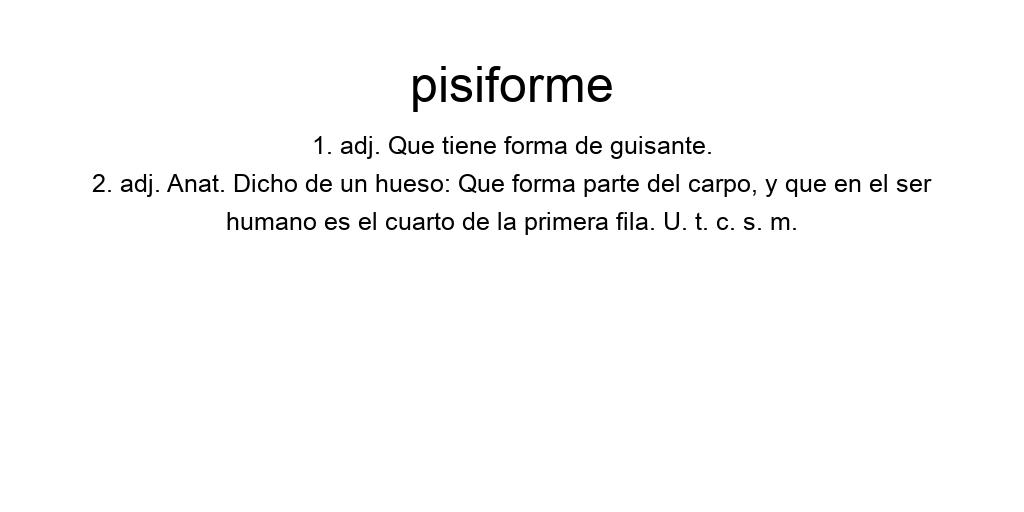 pisiforme
1. adj. Que tiene forma de guisante.
2. adj. Anat. Dicho de un hueso: Que forma parte del carpo, y que en el ser
humano es el cuarto de la primera fila. U. t. c. s. m.